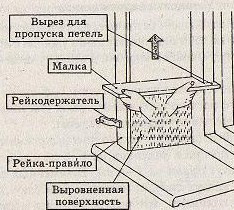 Вырез для
пропуска петель
Малка
Рейкодержатель
Рейка-правило
Выровненная
поверхность